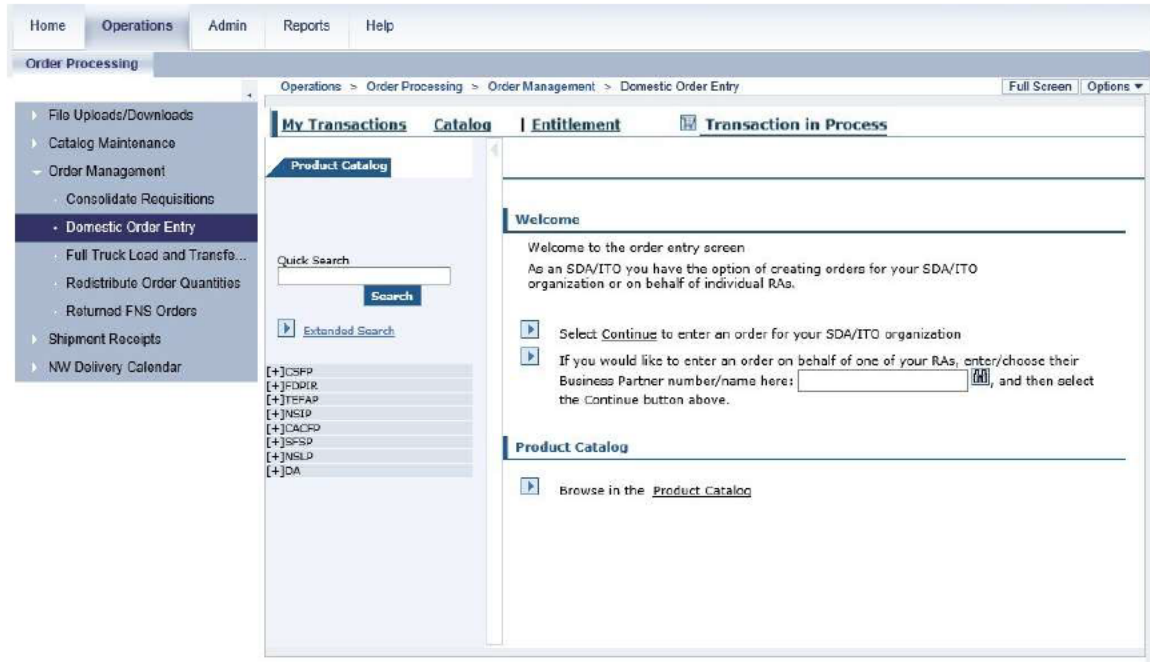 Home Operations Admin Reports Help
Order Processing
Operations > Order Processing > Order Management > Domestic Order Entry
Full Screen Options
File Uploads/Downloads
Catalog Maintenance
Order Management
Consolidate Requisitions
Domestic Order Entry
Full Truck Load and Transfe...
Redistribute Order Quantities
Returned FNS Orders
Shipment Receipts
NW Delivery Calendar
My Transactions Catalog | Entitlement Transaction in Process
Product Catalog
Quick Search
Search
Extended Search
[+]CSFP
[+]FDPIR
[+]TEFAP
[+]NSIP
[+]CACFP
[+]SFSP
[+]NSLP
[+]DA
Welcome
Welcome to the order entry screen
As an SDA/ITO you have the option of creating orders for your SDA/ITO
organization or on behalf of individual RAs.
Select Continue to enter an order for your SDA/ITO organization
If you would like to enter an order on behalf of one of your RAs, enter/choose their
Business Partner number/name here: , and then select
the Continue button above.
Product Catalog
Browse in the Product Catalog